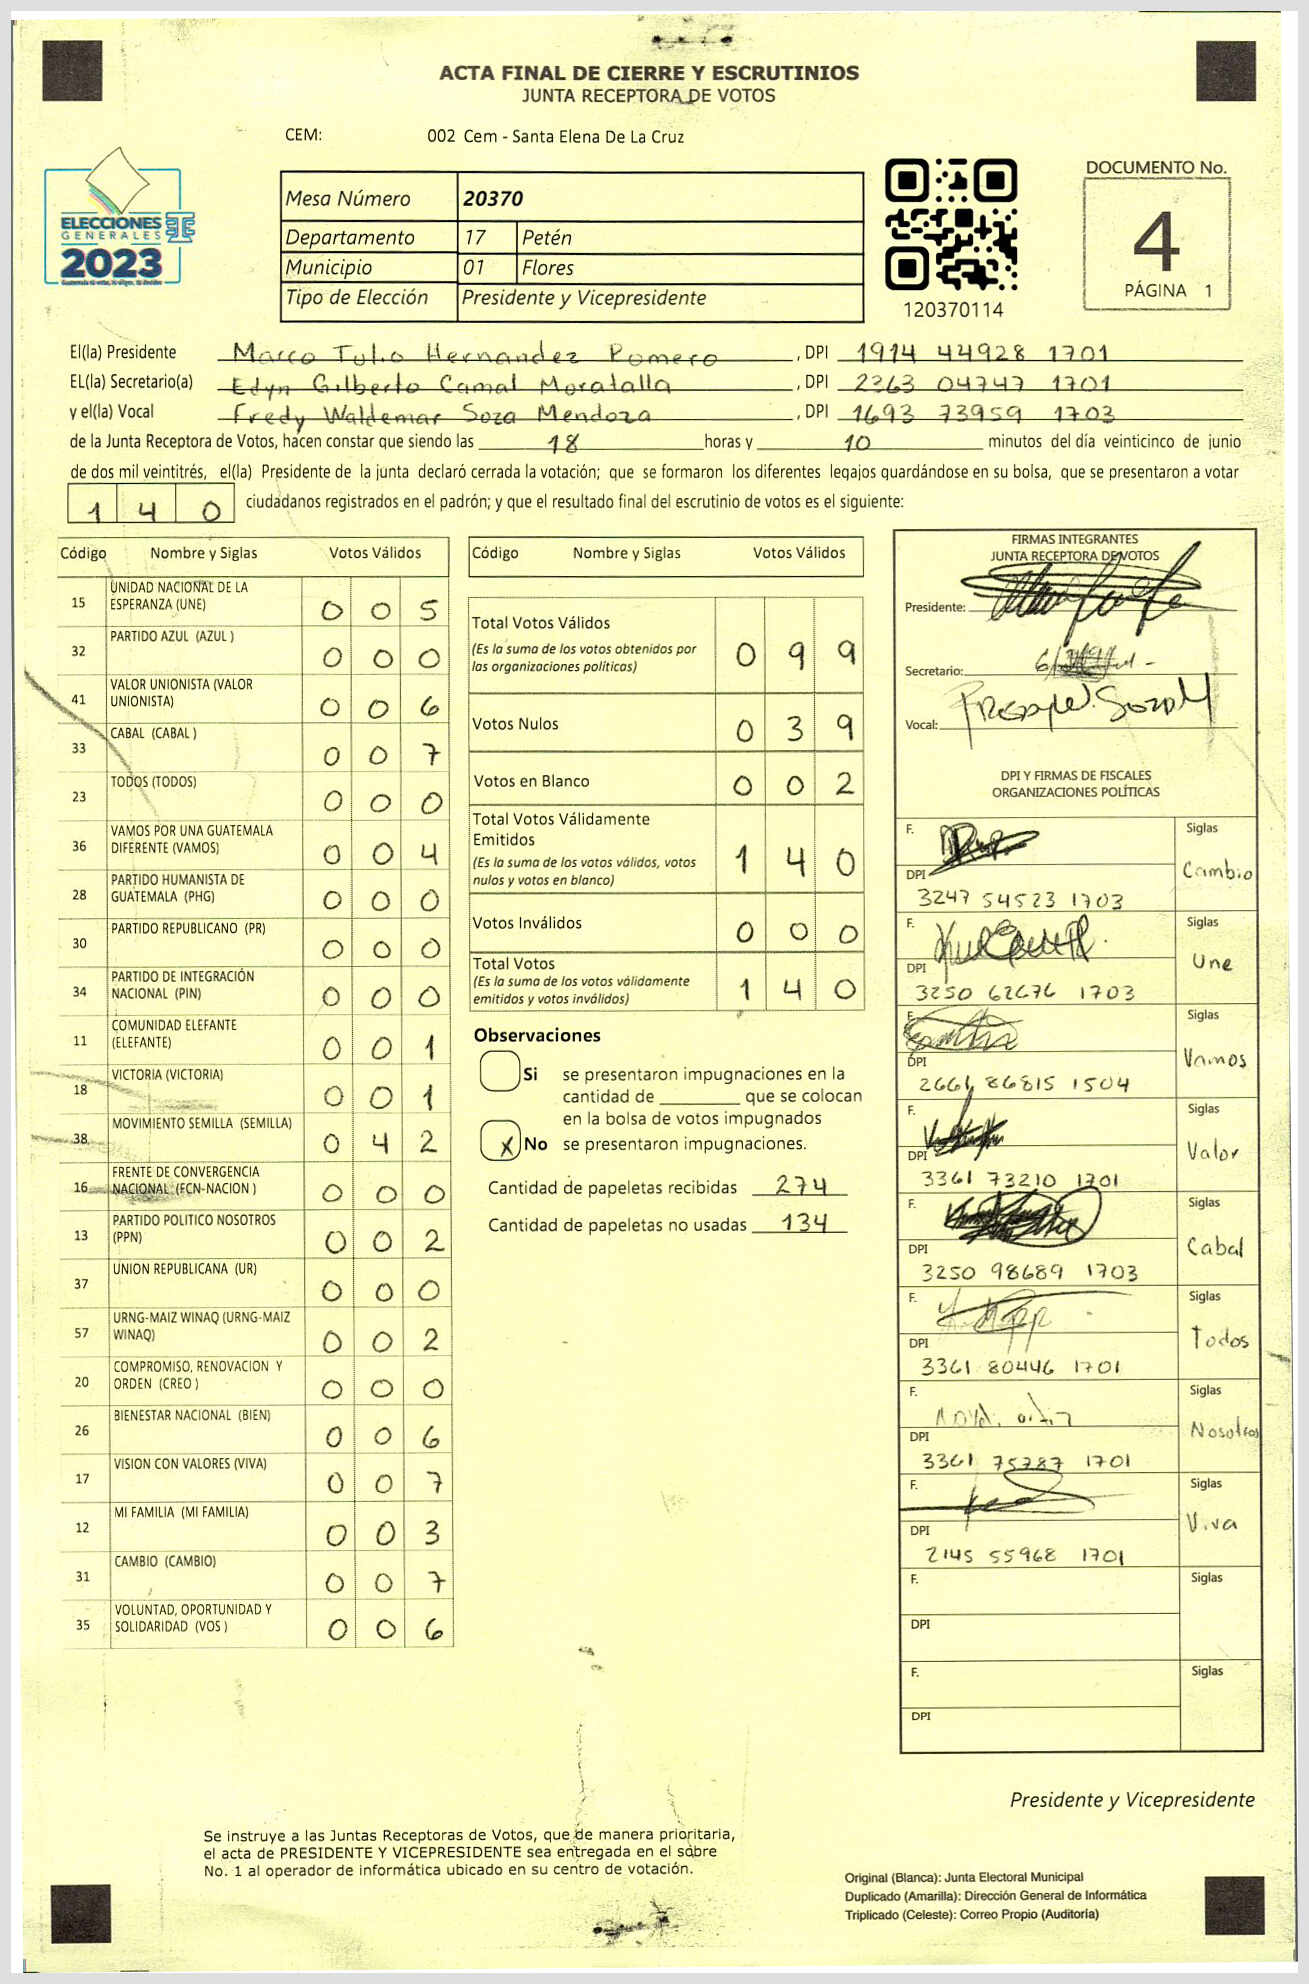 ACTA FINAL DE CIERRE Y ESCRUTINIOS
JUNTA RECEPTORA DE VOTOS
CEM: 002 Cem - Santa Elena De La Cruz
ELECCIONES
GENERALES
2023
Mesa Número 20370
Departamento 17 Petén
Municipio 01 Flores
Tipo de Elección Presidente y Vicepresidente
120370114
DOCUMENTO No.
4
PÁGINA 1
El(la) Presidente Marco Tulio Hernandez Romero, DPI 1914 44928 1701
EL(la) Secretario(a) Edyn Gilberto Camal Moratalla, DPI 2363 04747 1701
y el(la) Vocal Fredy Waldemar Soza Mendoza, DPI 1693 73959 1703
de la Junta Receptora de Votos, hacen constar que siendo las 18 horas y 10 minutos del día veinticinco de junio
de dos mil veintitrés, el(la) Presidente de la junta declaró cerrada la votación; que se formaron los diferentes legajos guardándose en su bolsa, que se presentaron a votar
140 ciudadanos registrados en el padrón; y que el resultado final del escrutinio de votos es el siguiente:
Código Nombre y Siglas Votos Válidos
15 UNIDAD NACIONAL DE LA ESPERANZA (UNE) 0 0 5
32 PARTIDO AZUL (AZUL ) 0 0 0
41 VALOR UNIONISTA (VALOR UNIONISTA) 0 0 6
33 CABAL (CABAL ) 0 0 7
23 TODOS (TODOS) 0 0 0
36 VAMOS POR UNA GUATEMALA DIFERENTE (VAMOS) 0 0 4
28 PARTIDO HUMANISTA DE GUATEMALA (PHG) 0 0 0
30 PARTIDO REPUBLICANO (PR) 0 0 0
34 PARTIDO DE INTEGRACIÓN NACIONAL (PIN) 0 0 0
11 COMUNIDAD ELEFANTE (ELEFANTE) 0 0 1
18 VICTORIA (VICTORIA) 0 0 1
38 MOVIMIENTO SEMILLA (SEMILLA) 0 4 2
16 FRENTE DE CONVERGENCIA NACIONAL (FCN-NACION ) 0 0 0
13 PARTIDO POLITICO NOSOTROS (PPN) 0 0 2
37 UNION REPUBLICANA (UR) 0 0 0
57 URNG-MAIZ WINAQ (URNG-MAIZ WINAQ) 0 0 2
20 COMPROMISO, RENOVACION Y ORDEN (CREO ) 0 0 0
26 BIENESTAR NACIONAL (BIEN) 0 0 6
17 VISION CON VALORES (VIVA) 0 0 7
12 MI FAMILIA (MI FAMILIA) 0 0 3
31 CAMBIO (CAMBIO) 0 0 7
35 VOLUNTAD, OPORTUNIDAD Y SOLIDARIDAD (VOS ) 0 0 6
Código Nombre y Siglas Votos Válidos
Total Votos Válidos 0 9 9
(Es la suma de los votos obtenidos por
las organizaciones políticas)
Votos Nulos 0 3 9
Votos en Blanco 0 0 2
Total Votos Válidamente
Emitidos 1 4 0
(Es la suma de los votos válidos, votos
nulos y votos en blanco)
Votos Inválidos 0 0 0
Total Votos 1 4 0
(Es la suma de los votos válidamente
emitidos y votos inválidos)
Observaciones
Si se presentaron impugnaciones en la
cantidad de ________ que se colocan
en la bolsa de votos impugnados
X No se presentaron impugnaciones.
Cantidad de papeletas recibidas 274
Cantidad de papeletas no usadas 134
FIRMAS INTEGRANTES
JUNTA RECEPTORA DE VOTOS
Presidente:
Secretario:
Vocal:
DPI Y FIRMAS DE FISCALES
ORGANIZACIONES POLÍTICAS
F. Siglas Cambio
DPI 3247 54523 1703
F. Siglas Une
DPI 3250 62676 1703
F. Siglas Vamos
DPI 2661 86815 1504
F. Siglas Valor
DPI 3361 73210 1701
F. Siglas Cabal
DPI 3250 98689 1703
F. Siglas Todos
DPI 3361 80446 1701
F. Siglas Nosotros
DPI 3361 75787 1701
F. Siglas Viva
DPI 2145 55968 1701
F. Siglas
DPI
F. Siglas
DPI
Presidente y Vicepresidente
Se instruye a las Juntas Receptoras de Votos, que de manera prioritaria,
el acta de PRESIDENTE Y VICEPRESIDENTE sea entregada en el sobre
No. 1 al operador de informática ubicado en su centro de votación.
Original (Blanca): Junta Electoral Municipal
Duplicado (Amarilla): Dirección General de Informática
Triplicado (Celeste): Correo Propio (Auditoría)